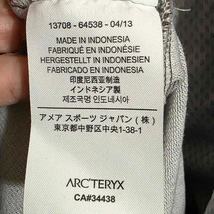 13708 - 64538 - 04/13
MADE IN INDONESIA
FABRIQUÉ EN INDONÉSIE
HERGESTELLT IN INDONESIEN
FABRICADO EN INDONESIA
印度尼西亚制造
インドネシア製
제조국명 인도네시아
アメア スポーツ ジャパン (株)
東京都中野区中央 1-38-1
ARC'TERYX
CA#34438